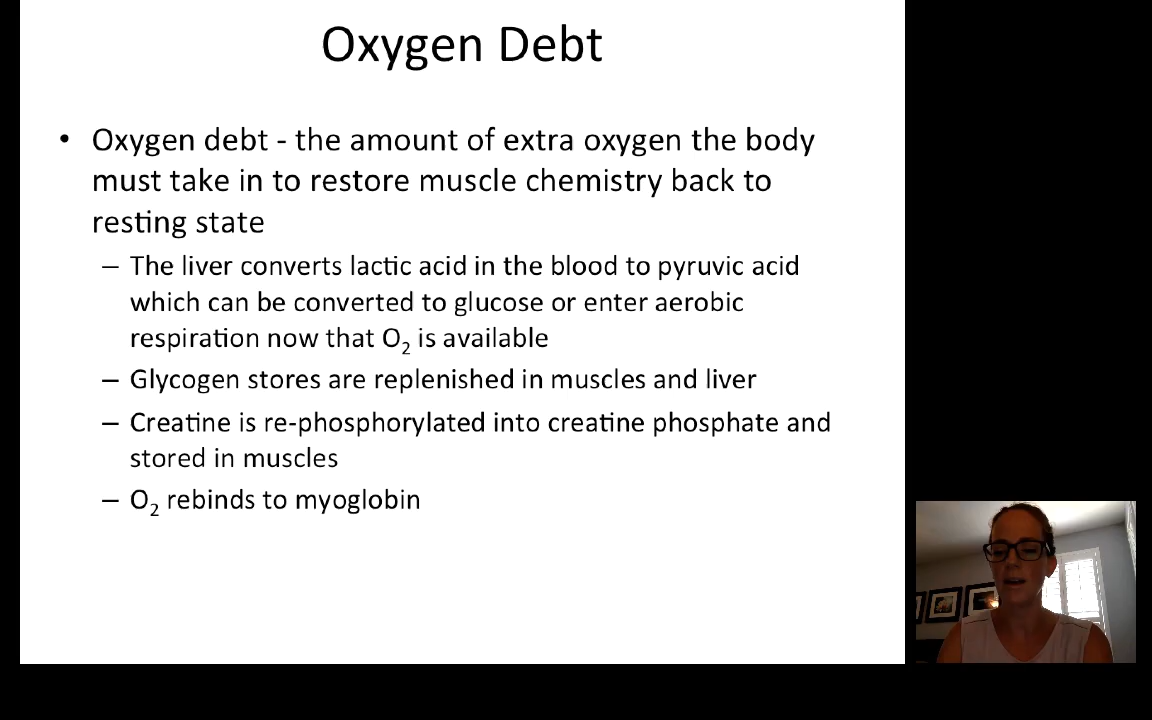 Oxygen Debt
• Oxygen debt - the amount of extra oxygen the body
must take in to restore muscle chemistry back to
resting state
– The liver converts lactic acid in the blood to pyruvic acid
which can be converted to glucose or enter aerobic
respiration now that O₂ is available
– Glycogen stores are replenished in muscles and liver
– Creatine is re-phosphorylated into creatine phosphate and
stored in muscles
– O₂ rebinds to myoglobin